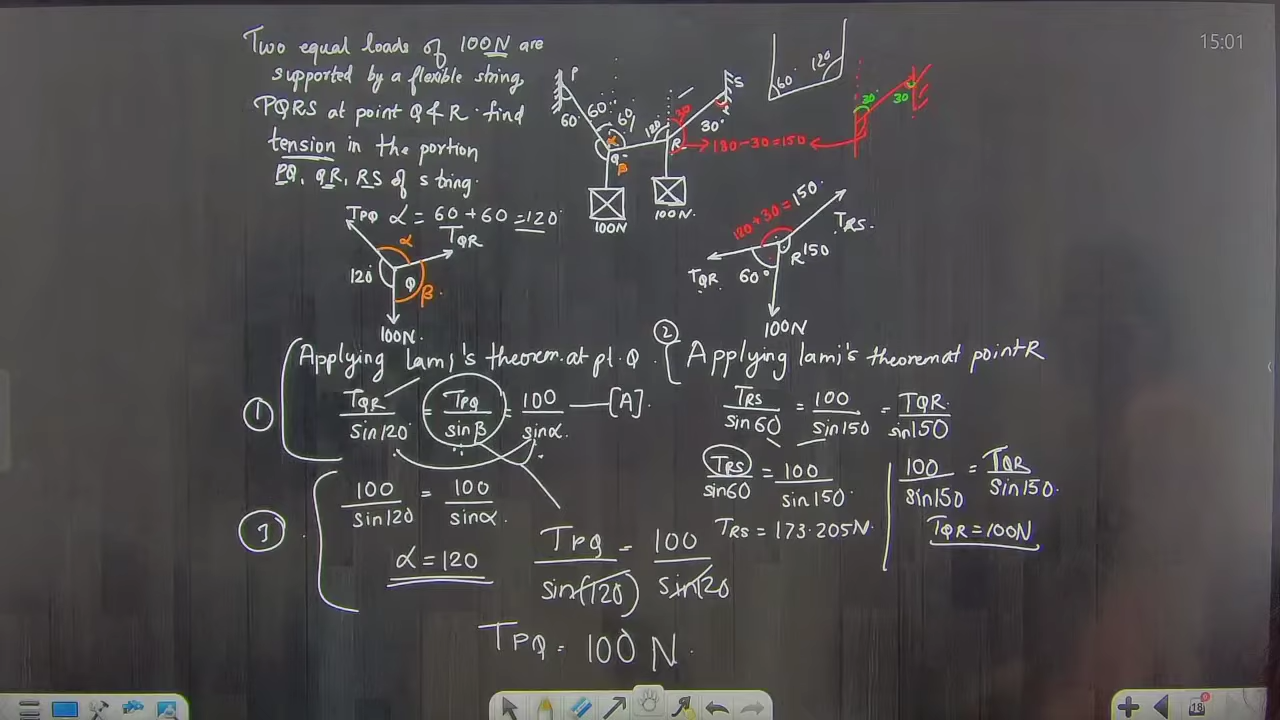 15:01
Two equal loads of 100N are
supported by a flexible string
PQRS at point Q & R. find
tension in the portion
PQ, QR, RS of string.
P
S
60
60
60
120
30
30
α
Q
β
R
100N
100N
60
120
30
30
180-30=150
TPQ α = 60 + 60 = 120
TQR
α
120
Q
β
100N.
120+30=150
TRS.
R 150
TQR
60°
100N
① Applying Lami's theorem at pt. Q.
TQR/sin120 = TPQ/sinβ = 100/sinα. — [A].
② Applying lami's theorem at point R
TRS/sin60 = 100/sin150 = TQR/sin150
TRS/sin60 = 100/sin150.
TRS = 173.205N.
100/sin150 = TQR/sin150.
TQR = 100N
100/sin120 = 100/sinα.
α = 120
TPQ/sin(120) = 100/sin120
TPQ = 100 N.
18